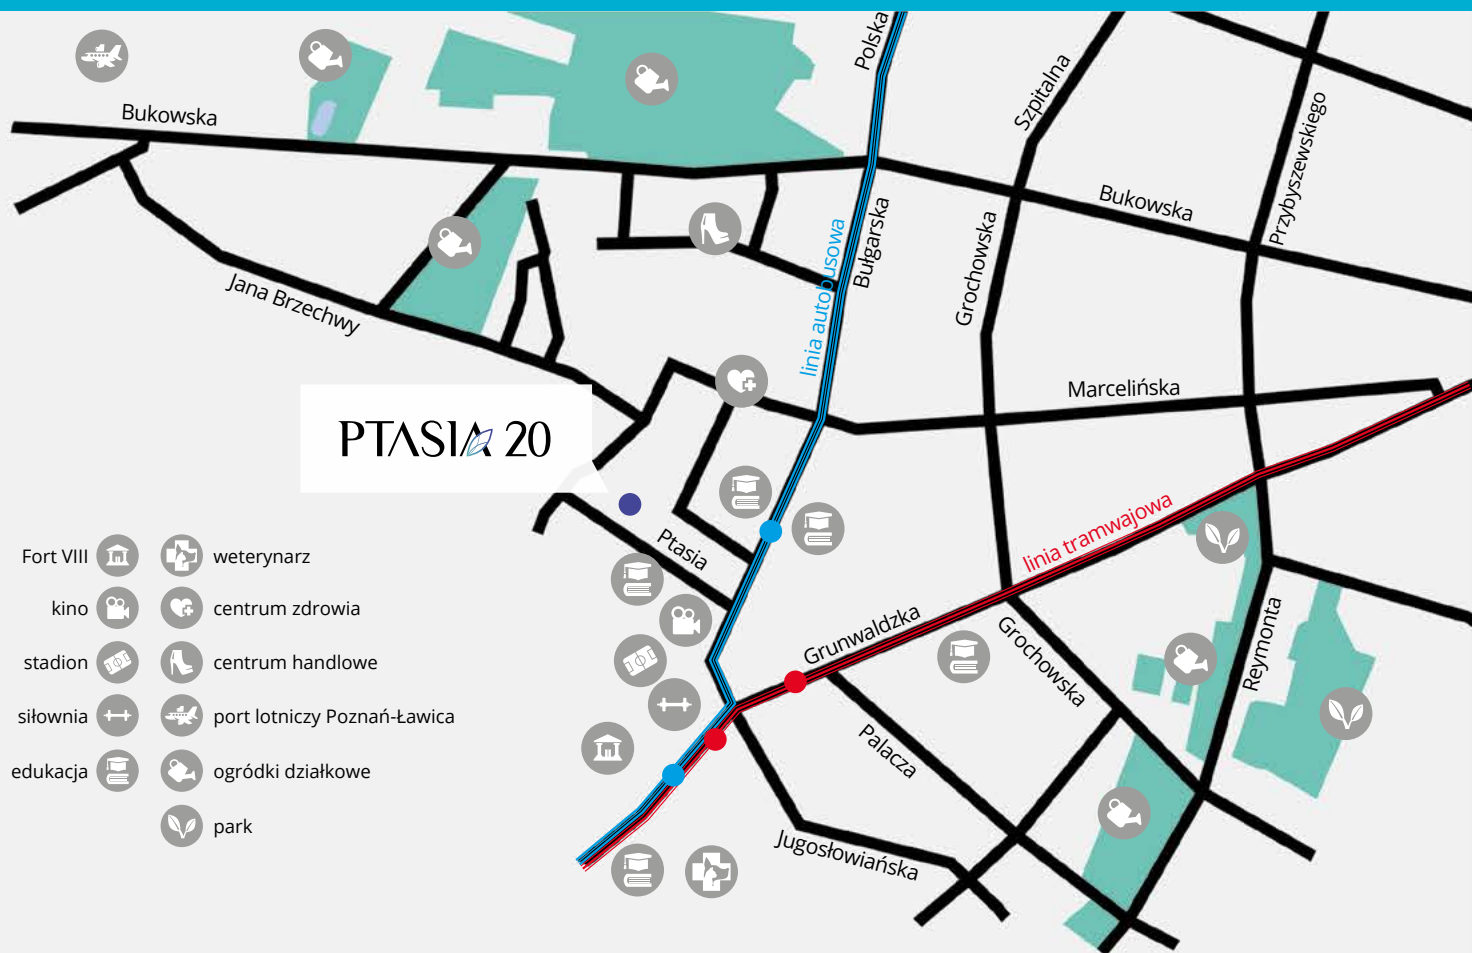 Polska
Szpitalna
Bukowska
Przybyszewskiego
Bukowska
linia autobusowa
Bułgarska
Grochowska
Jana Brzechwy
Marcelińska
PTASIA 20
linia tramwajowa
Ptasia
Grunwaldzka
Grochowska
Reymonta
Palacza
Jugosłowiańska
Fort VIII
weterynarz
kino
centrum zdrowia
stadion
centrum handlowe
siłownia
port lotniczy Poznań-Ławica
edukacja
ogródki działkowe
park